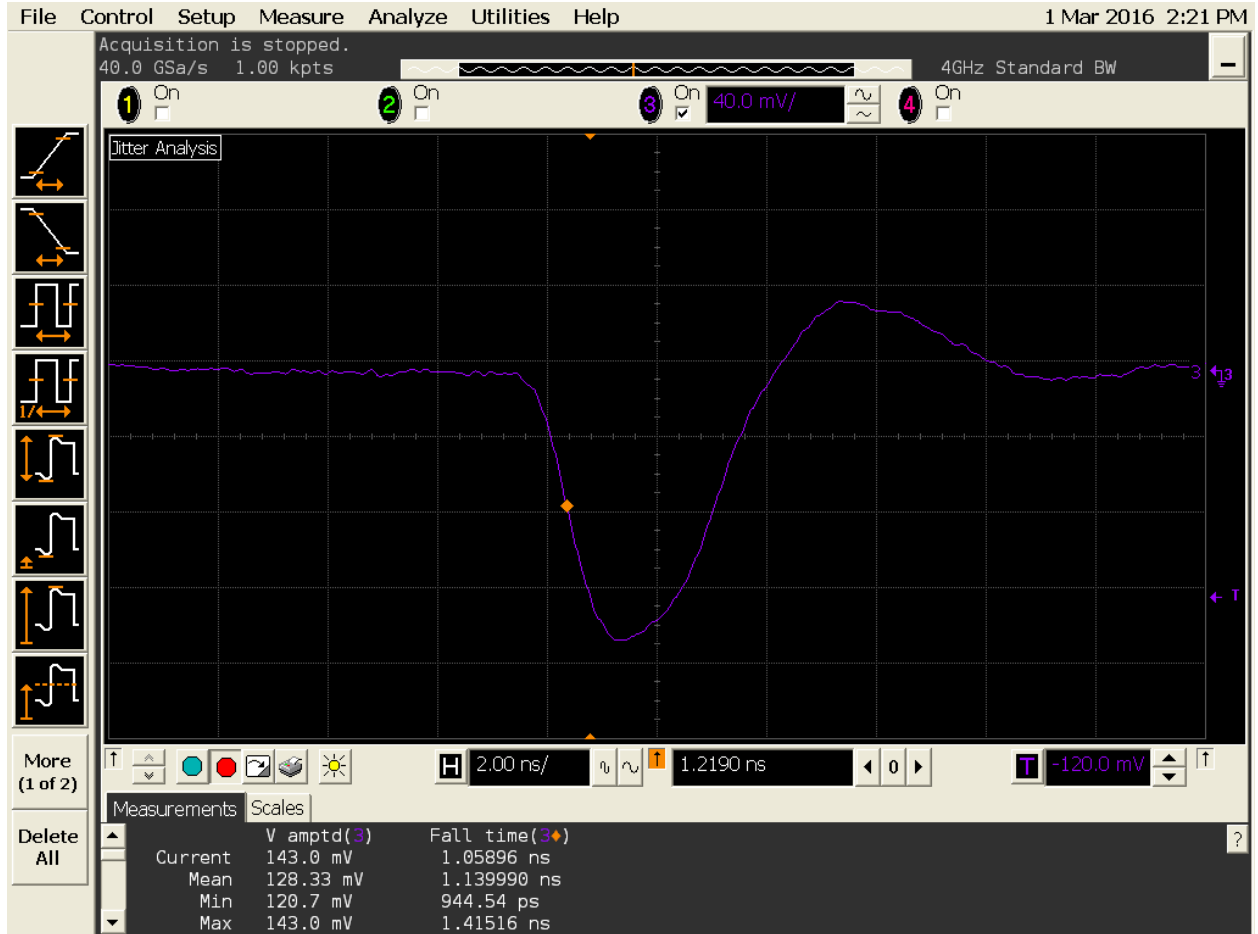 File Control Setup Measure Analyze Utilities Help 1 Mar 2016 2:21 PM
Acquisition is stopped.
40.0 GSa/s 1.00 kpts 4GHz Standard BW
1 On 2 On 3 On 40.0 mV/ 4 On
Jitter Analysis
1/
3 3
T
More
(1 of 2)
H 2.00 ns/ 1.2190 ns 0 T -120.0 mV
Measurements Scales
Delete
All
V amptd(3) Fall time(3) ?
Current 143.0 mV 1.05896 ns
Mean 128.33 mV 1.139990 ns
Min 120.7 mV 944.54 ps
Max 143.0 mV 1.41516 ns